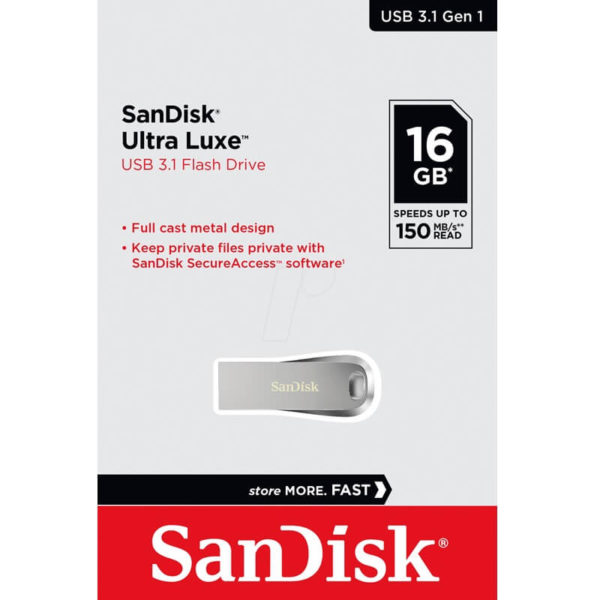 USB 3.1 Gen 1
SanDisk®
Ultra Luxe™
USB 3.1 Flash Drive
16
GB*
SPEEDS UP TO
150 MB/s**
READ
• Full cast metal design
• Keep private files private with
SanDisk SecureAccess™ software¹
SanDisk
store MORE. FAST
SanDisk®